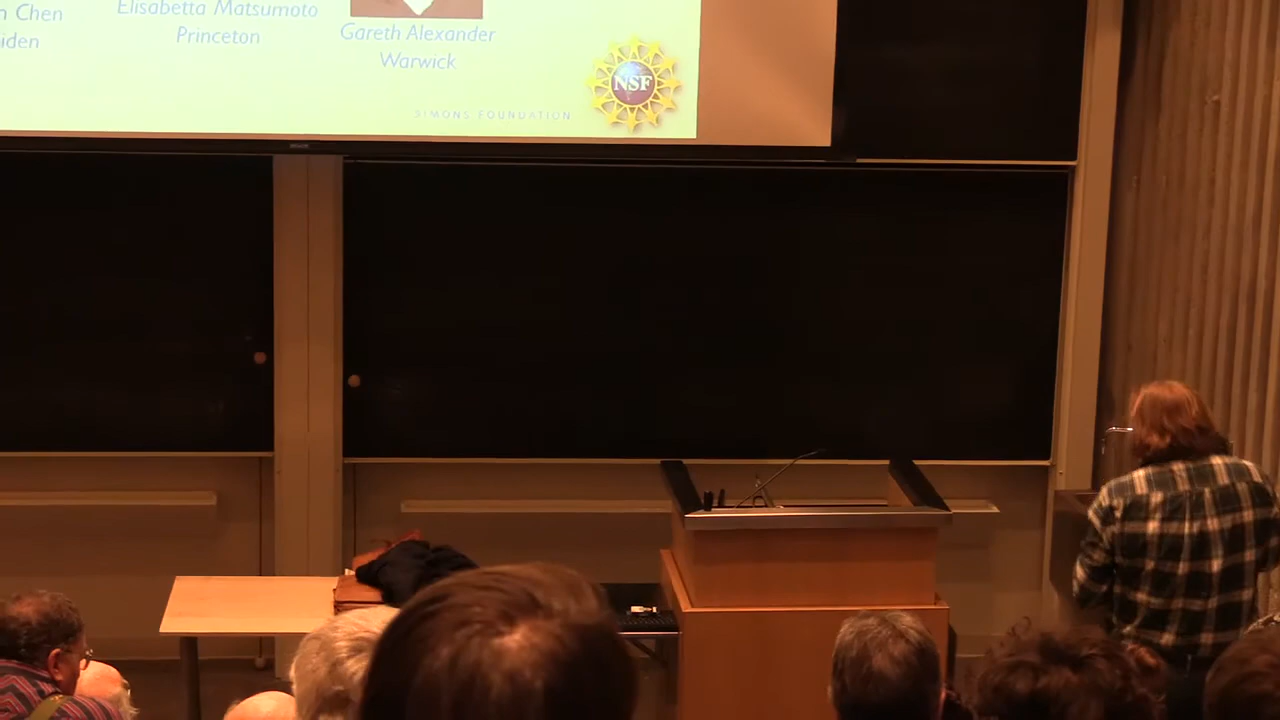 n Chen
iden
Elisabetta Matsumoto
Princeton
Gareth Alexander
Warwick
SIMONS FOUNDATION
NSF